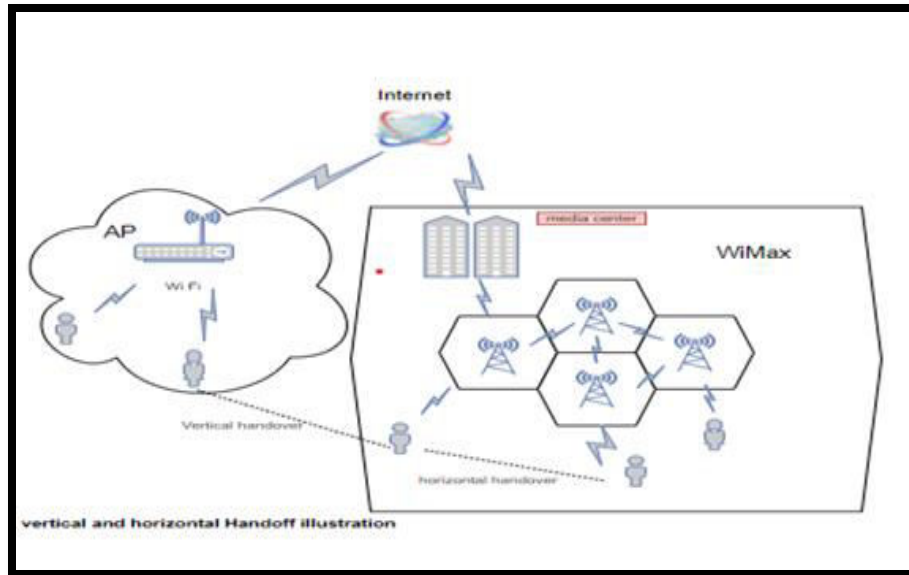 Internet
media center
AP
WiMax
Wi Fi
Vertical handover
horizontal handover
vertical and horizontal Handoff illustration